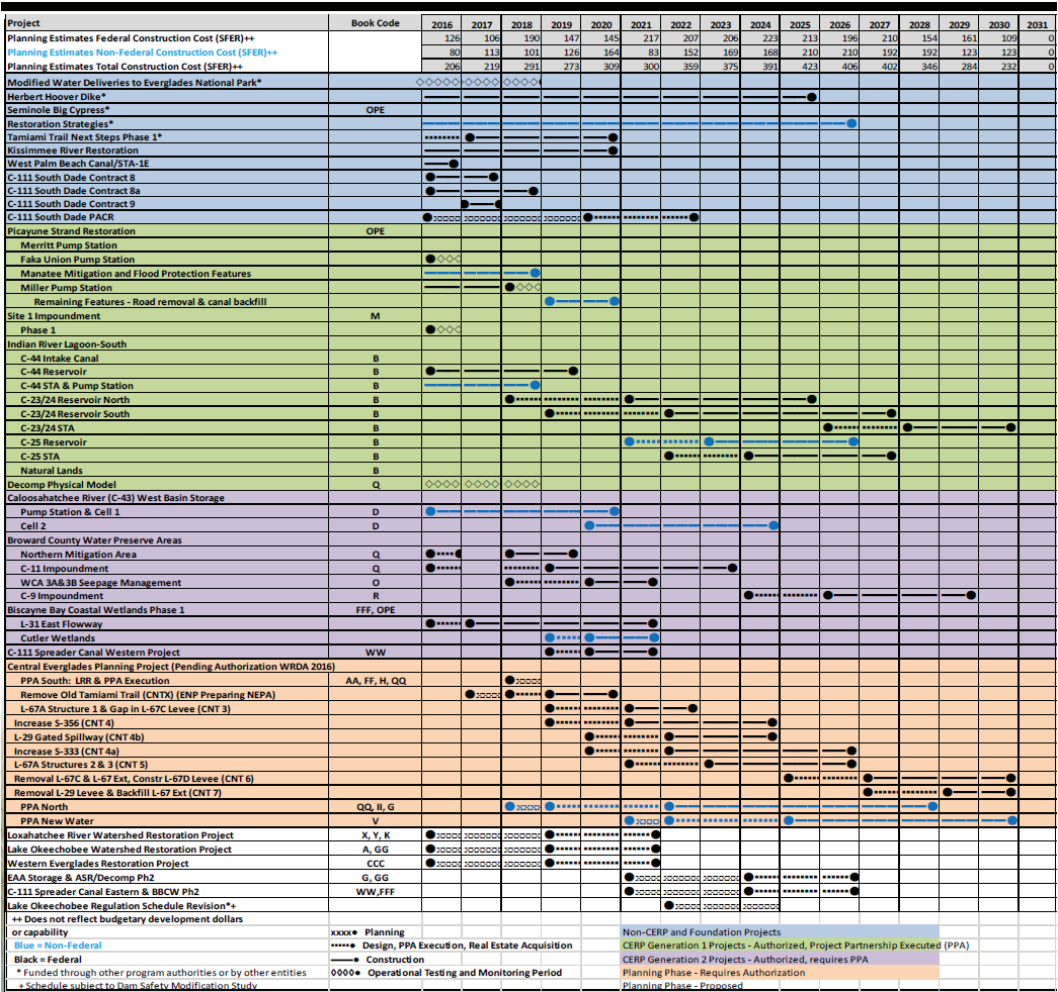 Project Book Code 2016 2017 2018 2019 2020 2021 2022 2023 2024 2025 2026 2027 2028 2029 2030 2031
Planning Estimates Federal Construction Cost (SFER)++ 126 106 190 147 145 217 207 206 223 213 196 210 154 161 109 0
Planning Estimates Non-Federal Construction Cost (SFER)++ 80 113 101 126 164 83 152 169 168 210 210 192 192 123 123 0
Planning Estimates Total Construction Cost (SFER)++ 206 219 291 273 309 300 359 375 391 423 406 402 346 284 232 0
Modified Water Deliveries to Everglades National Park*
Herbert Hoover Dike*
Seminole Big Cypress* OPE
Restoration Strategies*
Tamiami Trail Next Steps Phase 1*
Kissimmee River Restoration
West Palm Beach Canal/STA-1E
C-111 South Dade Contract 8
C-111 South Dade Contract 8a
C-111 South Dade Contract 9
C-111 South Dade PACR
Picayune Strand Restoration OPE
Merritt Pump Station
Faka Union Pump Station
Manatee Mitigation and Flood Protection Features
Miller Pump Station
Remaining Features - Road removal & canal backfill
Site 1 Impoundment M
Phase 1
Indian River Lagoon-South
C-44 Intake Canal B
C-44 Reservoir B
C-44 STA & Pump Station B
C-23/24 Reservoir North B
C-23/24 Reservoir South B
C-23/24 STA B
C-25 Reservoir B
C-25 STA B
Natural Lands B
Decomp Physical Model Q
Caloosahatchee River (C-43) West Basin Storage
Pump Station & Cell 1 D
Cell 2 D
Broward County Water Preserve Areas
Northern Mitigation Area Q
C-11 Impoundment Q
WCA 3A&3B Seepage Management O
C-9 Impoundment R
Biscayne Bay Coastal Wetlands Phase 1 FFF, OPE
L-31 East Flowway
Cutler Wetlands
C-111 Spreader Canal Western Project WW
Central Everglades Planning Project (Pending Authorization WRDA 2016)
PPA South: LRR & PPA Execution AA, FF, H, QQ
Remove Old Tamiami Trail (CNTX) (ENP Preparing NEPA)
L-67A Structure 1 & Gap in L-67C Levee (CNT 3)
Increase S-356 (CNT 4)
L-29 Gated Spillway (CNT 4b)
Increase S-333 (CNT 4a)
L-67A Structures 2 & 3 (CNT 5)
Removal L-67C & L-67 Ext, Constr L-67D Levee (CNT 6)
Removal L-29 Levee & Backfill L-67 Ext (CNT 7)
PPA North QQ, II, G
PPA New Water V
Loxahatchee River Watershed Restoration Project X, Y, K
Lake Okeechobee Watershed Restoration Project A, GG
Western Everglades Restoration Project CCC
EAA Storage & ASR/Decomp Ph2 G, GG
C-111 Spreader Canal Eastern & BBCW Ph2 WW,FFF
Lake Okeechobee Regulation Schedule Revision*+
++ Does not reflect budgetary development dollars
or capability xxxx● Planning Non-CERP and Foundation Projects
Blue = Non-Federal Design, PPA Execution, Real Estate Acquisition CERP Generation 1 Projects - Authorized, Project Partnership Executed (PPA)
Black = Federal Construction CERP Generation 2 Projects - Authorized, requires PPA
* Funded through other program authorities or by other entities Operational Testing and Monitoring Period Planning Phase - Requires Authorization
+ Schedule subject to Dam Safety Modification Study Planning Phase - Proposed